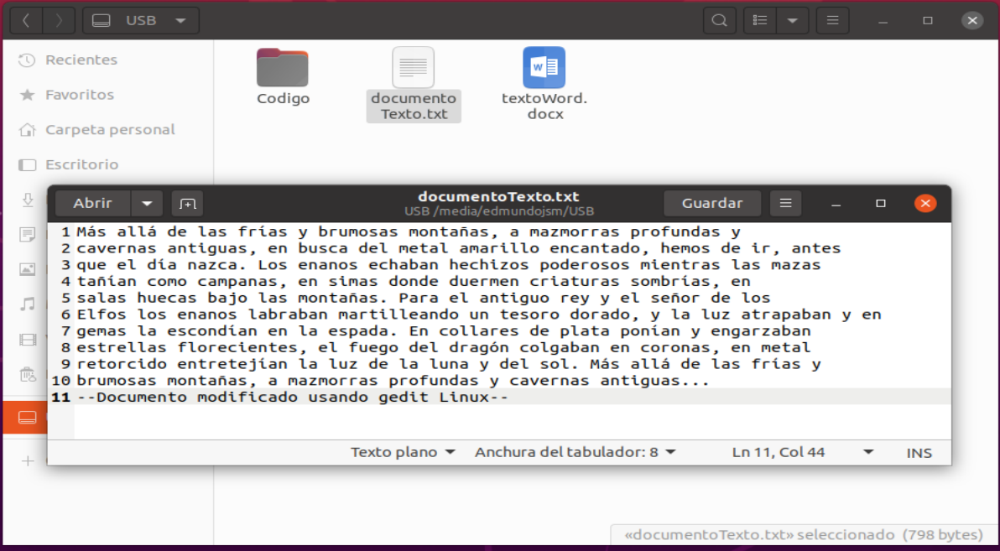 USB
Recientes
Favoritos
Carpeta personal
Escritorio
Codigo
documento
Texto.txt
textoWord.
docx
W
Abrir
documentoTexto.txt
USB /media/edmundojsm/USB
Guardar
1 Más allá de las frías y brumosas montañas, a mazmorras profundas y
2 cavernas antiguas, en busca del metal amarillo encantado, hemos de ir, antes
3 que el día nazca. Los enanos echaban hechizos poderosos mientras las mazas
4 tañían como campanas, en simas donde duermen criaturas sombrías, en
5 salas huecas bajo las montañas. Para el antiguo rey y el señor de los
6 Elfos los enanos labraban martilleando un tesoro dorado, y la luz atrapaban y en
7 gemas la escondían en la espada. En collares de plata ponían y engarzaban
8 estrellas florecientes, el fuego del dragón colgaban en coronas, en metal
9 retorcido entretejían la luz de la luna y del sol. Más allá de las frías y
10 brumosas montañas, a mazmorras profundas y cavernas antiguas...
11 --Documento modificado usando gedit Linux--
Texto plano
Anchura del tabulador: 8
Ln 11, Col 44
INS
«documentoTexto.txt» seleccionado (798 bytes)